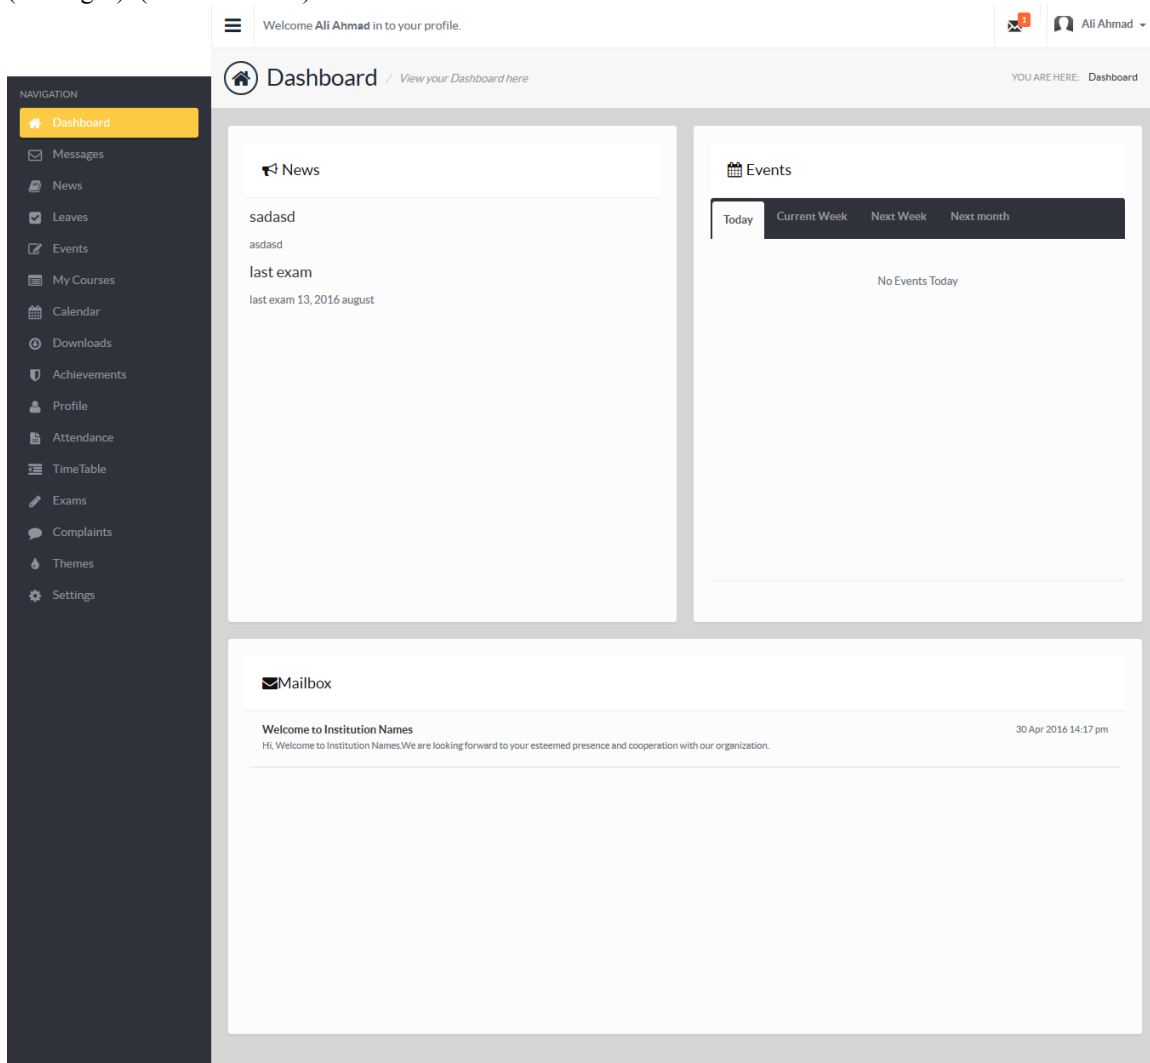 Welcome Ali Ahmad in to your profile.
1
Ali Ahmad
Dashboard / View your Dashboard here
YOU ARE HERE: Dashboard
NAVIGATION
Dashboard
Messages
News
Leaves
Events
My Courses
Calendar
Downloads
Achievements
Profile
Attendance
TimeTable
Exams
Complaints
Themes
Settings
News
sadasd
asdasd
last exam
last exam 13, 2016 august
Events
Today Current Week Next Week Next month
No Events Today
Mailbox
Welcome to Institution Names 30 Apr 2016 14:17 pm
Hi, Welcome to Institution Names.We are looking forward to your esteemed presence and cooperation with our organization.